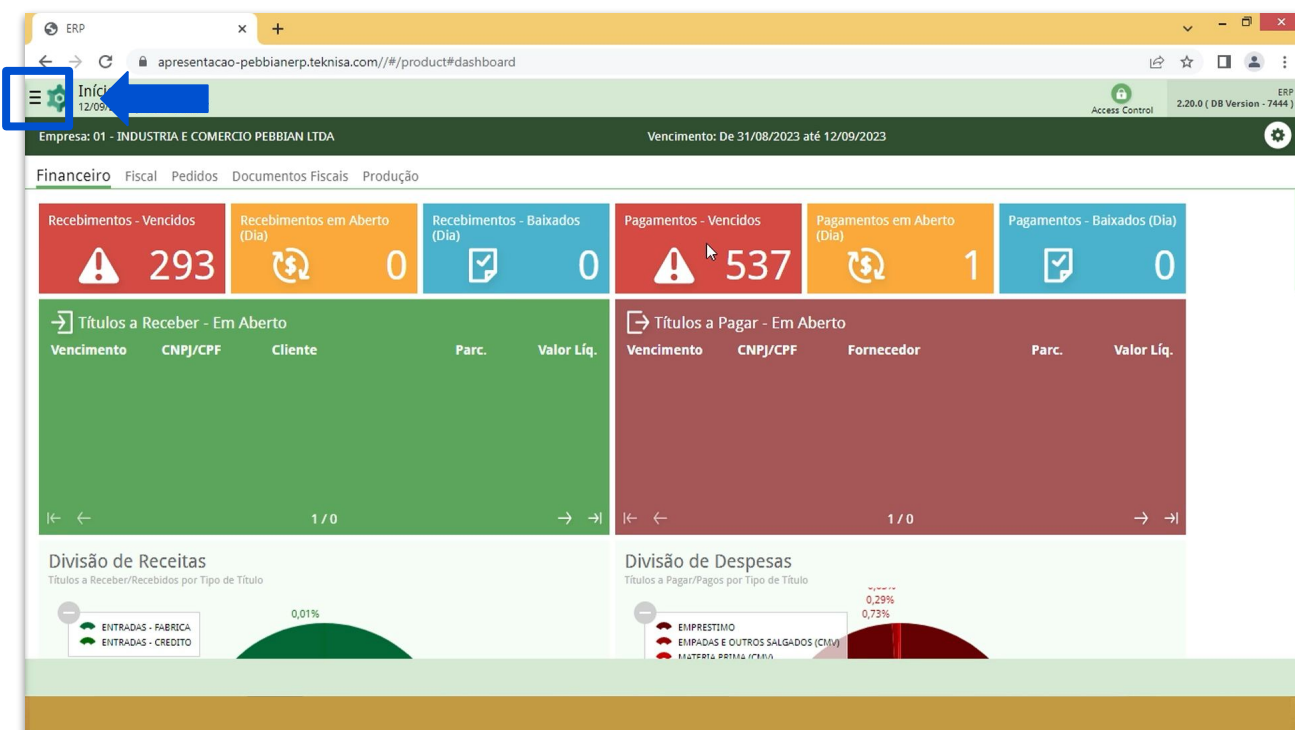 ERP
apresentacao-pebbianerp.teknisa.com//#/product#dashboard
12/09/
Access Control
ERP
2.20.0 ( DB Version - 7444 )
Empresa: 01 - INDUSTRIA E COMERCIO PEBBIAN LTDA
Vencimento: De 31/08/2023 até 12/09/2023
Financeiro Fiscal Pedidos Documentos Fiscais Produção
Recebimentos - Vencidos
293
Recebimentos em Aberto
(Dia)
0
Recebimentos - Baixados
(Dia)
0
Pagamentos - Vencidos
537
Pagamentos em Aberto
(Dia)
1
Pagamentos - Baixados (Dia)
0
Títulos a Receber - Em Aberto
Vencimento CNPJ/CPF Cliente Parc. Valor Líq.
1 / 0
Títulos a Pagar - Em Aberto
Vencimento CNPJ/CPF Fornecedor Parc. Valor Líq.
1 / 0
Divisão de Receitas
Títulos a Receber/Recebidos por Tipo de Título
ENTRADAS - FABRICA
ENTRADAS - CREDITO
0,01%
Divisão de Despesas
Títulos a Pagar/Pagos por Tipo de Título
0,29%
0,73%
EMPRESTIMO
EMPADAS E OUTROS SALGADOS (CMV)
MATERIA PRIMA (CMV)